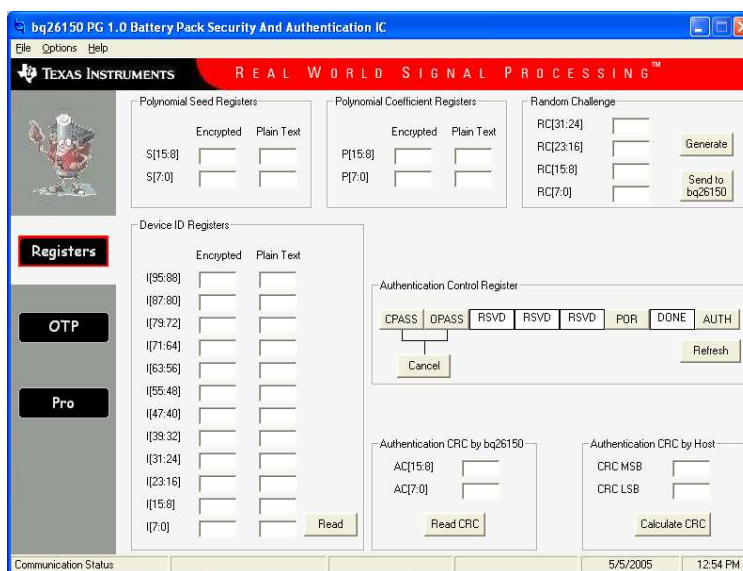 bq26150 PG 1.0 Battery Pack Security And Authentication IC
File Options Help
TEXAS INSTRUMENTS REAL WORLD SIGNAL PROCESSING™
Polynomial Seed Registers
Encrypted Plain Text
S[15:8]
S[7:0]
Polynomial Coefficient Registers
Encrypted Plain Text
P[15:8]
P[7:0]
Random Challenge
RC[31:24]
RC[23:16]
RC[15:8]
RC[7:0]
Generate
Send to
bq26150
Registers
OTP
Pro
Device ID Registers
Encrypted Plain Text
I[95:88]
I[87:80]
I[79:72]
I[71:64]
I[63:56]
I[55:48]
I[47:40]
I[39:32]
I[31:24]
I[23:16]
I[15:8]
I[7:0]
Read
Authentication Control Register
CPASS OPASS RSVD RSVD RSVD POR DONE AUTH
Cancel
Refresh
Authentication CRC by bq26150
AC[15:8]
AC[7:0]
Read CRC
Authentication CRC by Host
CRC MSB
CRC LSB
Calculate CRC
Communication Status 5/5/2005 12:54 PM